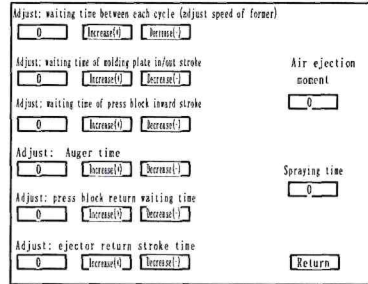 Adjust: waiting time between each cycle (adjust speed of former)
0 Increase(+) Decrease(-)
Adjust: waiting time of molding plate in/out stroke
0 Increase(+) Decrease(-)
Air ejection
moment
0
Adjust: waiting time of press block inward stroke
0 Increase(+) Decrease(-)
Adjust: Auger time
0 Increase(+) Decrease(-)
Spraying time
0
Adjust: press block return waiting time
0 Increase(+) Decrease(-)
Adjust: ejector return stroke time
0 Increase(+) Decrease(-)
Return